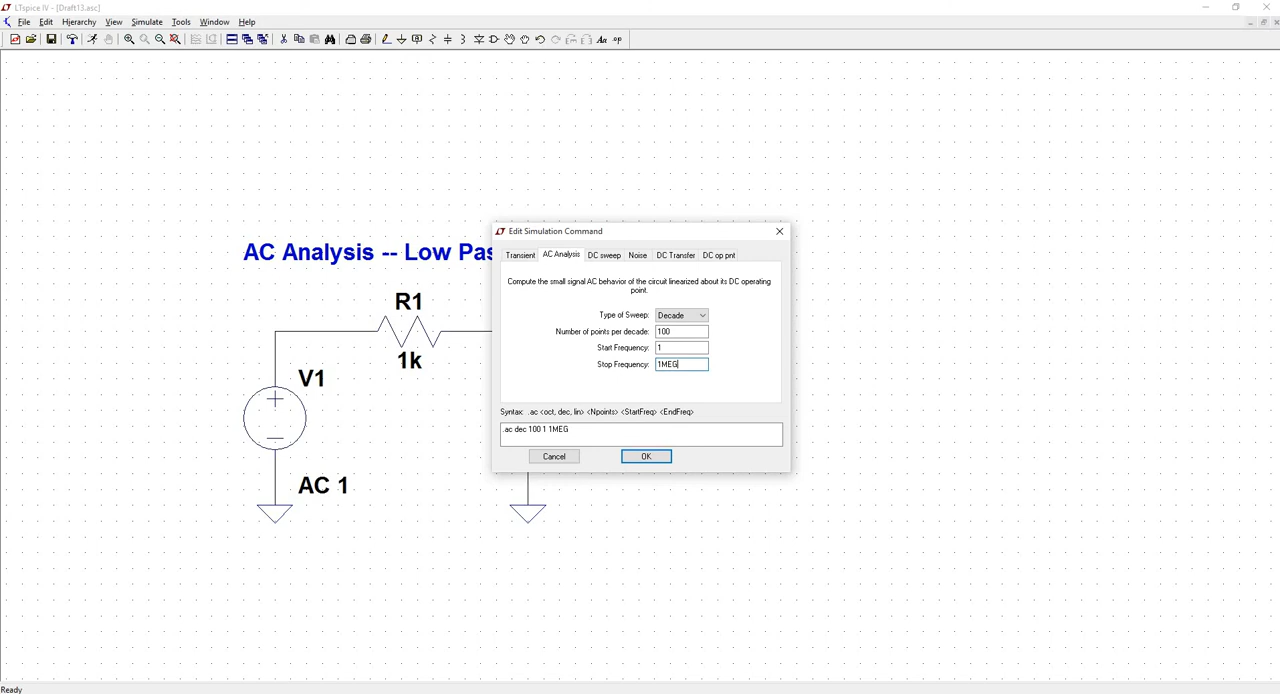 LTspice IV - [Draft13.asc]
File Edit Hierarchy View Simulate Tools Window Help
Aa .op
Edit Simulation Command
Transient AC Analysis DC sweep Noise DC Transfer DC op pnt
Compute the small signal AC behavior of the circuit linearized about its DC operating
point.
Type of Sweep: Decade
Number of points per decade: 100
Start Frequency: 1
Stop Frequency: 1MEG
Syntax: .ac <oct, dec, lin> <Npoints> <StartFreq> <EndFreq>
.ac dec 100 1 1MEG
Cancel OK
AC Analysis -- Low Pas
R1
1k
V1
AC 1
Ready